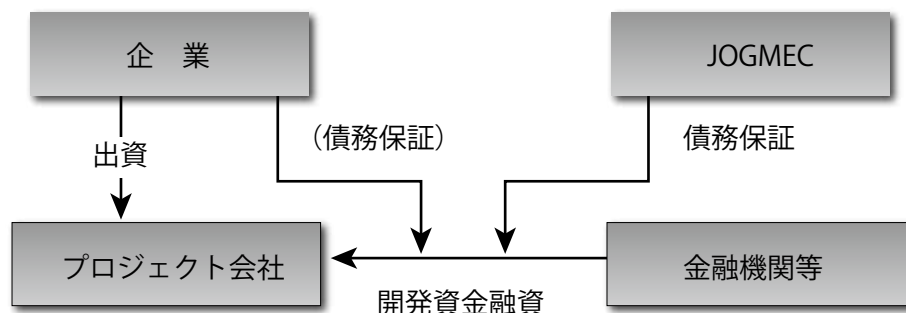 企　業
JOGMEC
（債務保証）
債務保証
出資
プロジェクト会社
金融機関等
開発資金融資